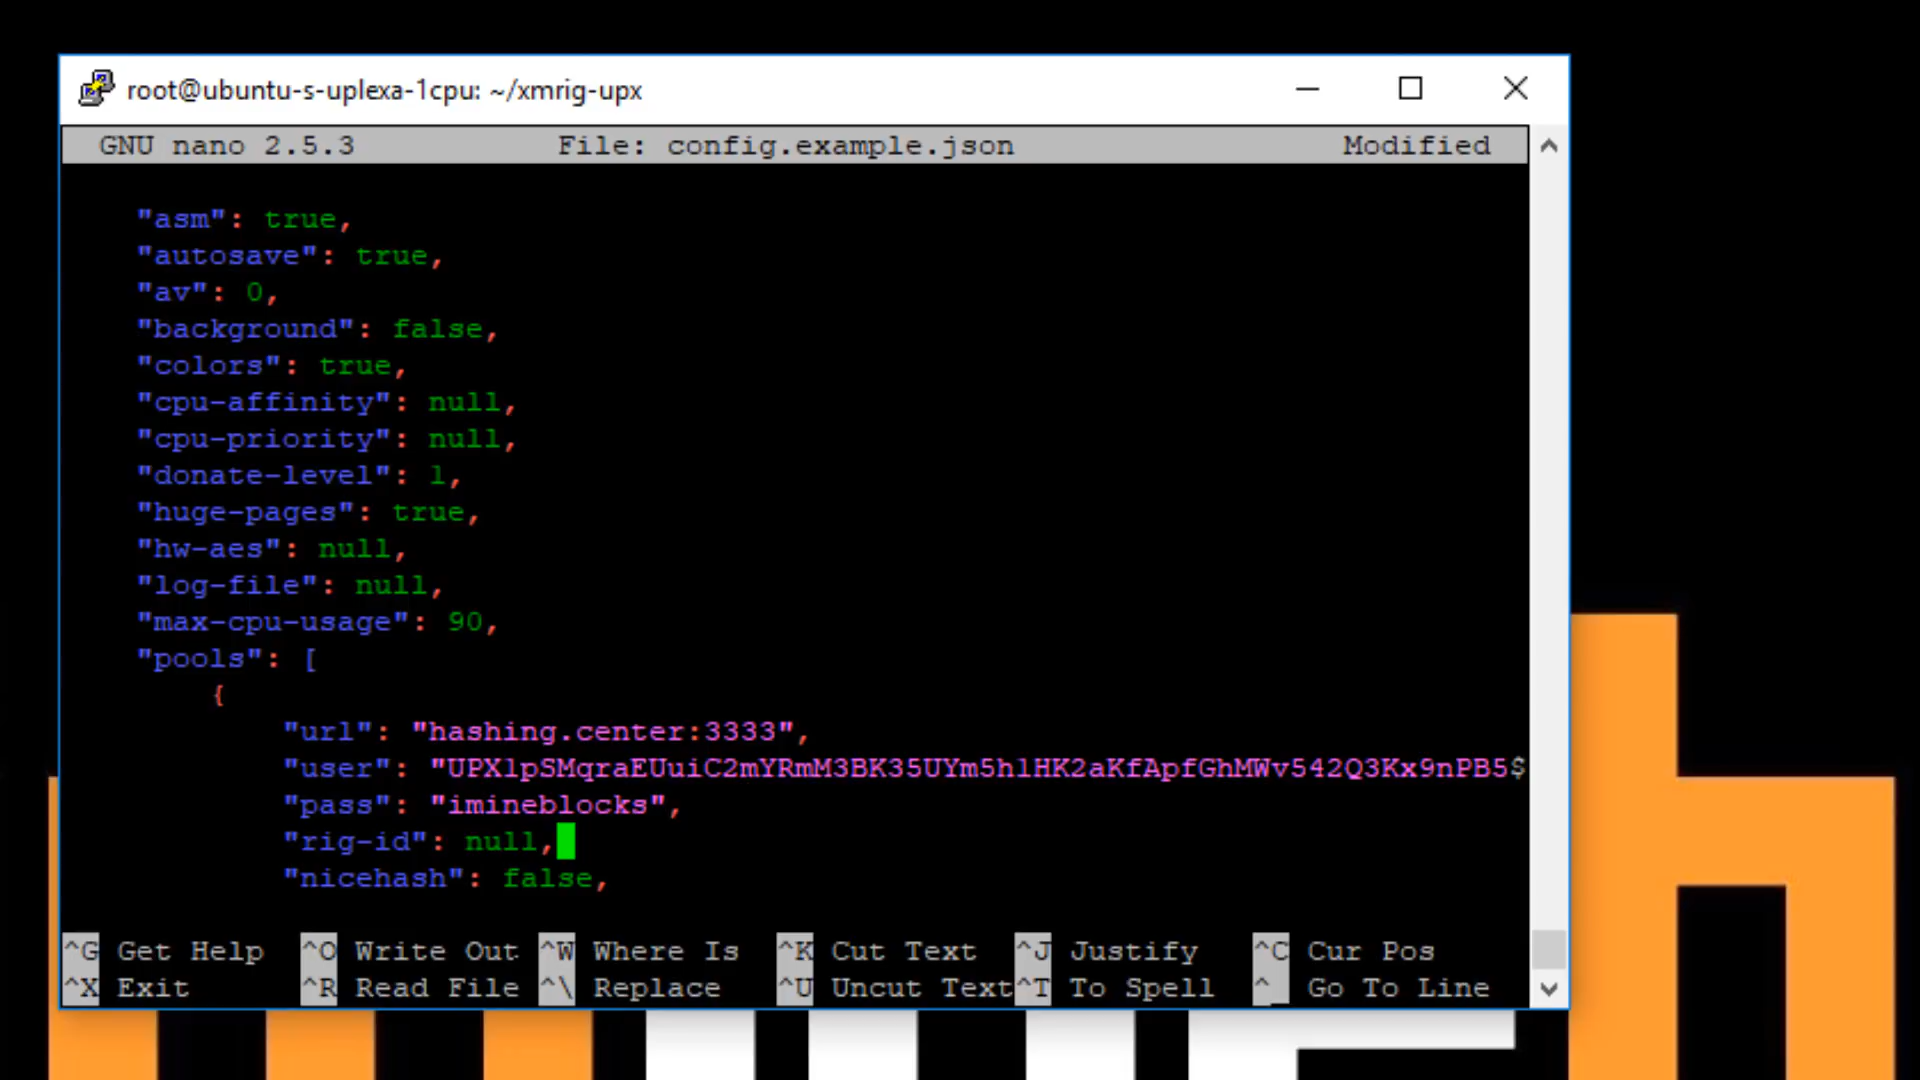 root@ubuntu-s-uplexa-1cpu: ~/xmrig-upx
GNU nano 2.5.3 File: config.example.json Modified
"asm": true,
"autosave": true,
"av": 0,
"background": false,
"colors": true,
"cpu-affinity": null,
"cpu-priority": null,
"donate-level": 1,
"huge-pages": true,
"hw-aes": null,
"log-file": null,
"max-cpu-usage": 90,
"pools": [
{
"url": "hashing.center:3333",
"user": "UPX1pSMqraEUuiC2mYRmM3BK35UYm5h1HK2aKfApfGhMWv542Q3Kx9nPB5$
"pass": "imineblocks",
"rig-id": null,
"nicehash": false,
^G Get Help ^O Write Out ^W Where Is ^K Cut Text ^J Justify ^C Cur Pos
^X Exit ^R Read File ^\ Replace ^U Uncut Text ^T To Spell ^_ Go To Line